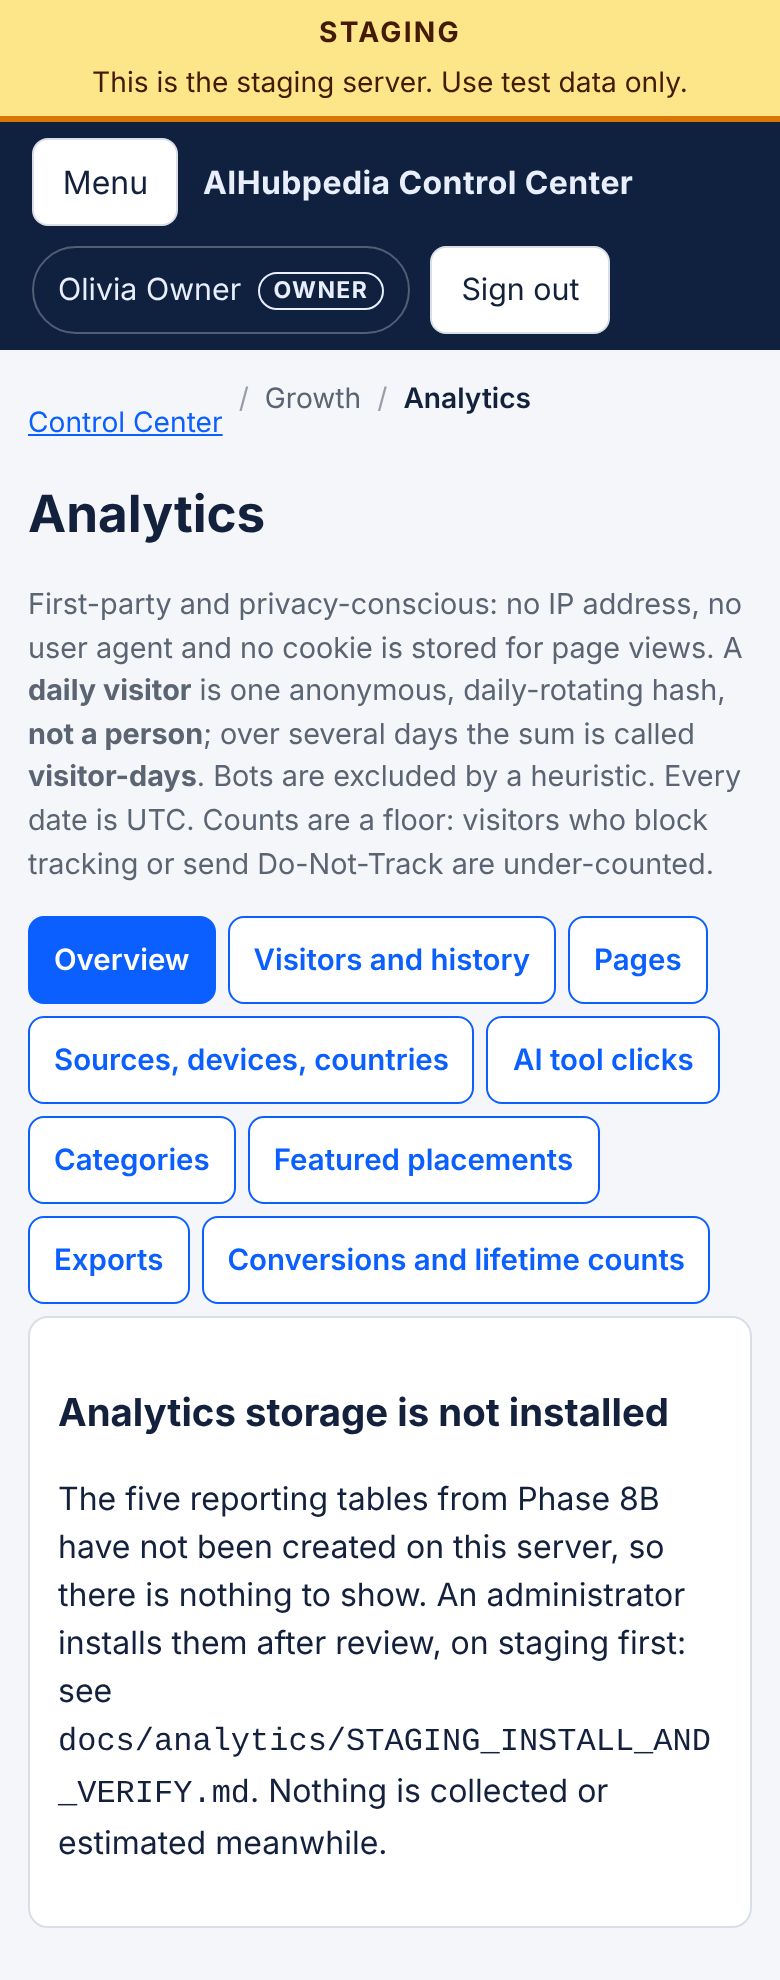 STAGING
This is the staging server. Use test data only.
Menu
AIHubpedia Control Center
Olivia Owner OWNER
Sign out
Control Center / Growth / Analytics
Analytics
First-party and privacy-conscious: no IP address, no
user agent and no cookie is stored for page views. A
daily visitor is one anonymous, daily-rotating hash,
not a person; over several days the sum is called
visitor-days. Bots are excluded by a heuristic. Every
date is UTC. Counts are a floor: visitors who block
tracking or send Do-Not-Track are under-counted.
Overview
Visitors and history
Pages
Sources, devices, countries
AI tool clicks
Categories
Featured placements
Exports
Conversions and lifetime counts
Analytics storage is not installed
The five reporting tables from Phase 8B
have not been created on this server, so
there is nothing to show. An administrator
installs them after review, on staging first:
see
docs/analytics/STAGING_INSTALL_AND
_VERIFY.md. Nothing is collected or
estimated meanwhile.